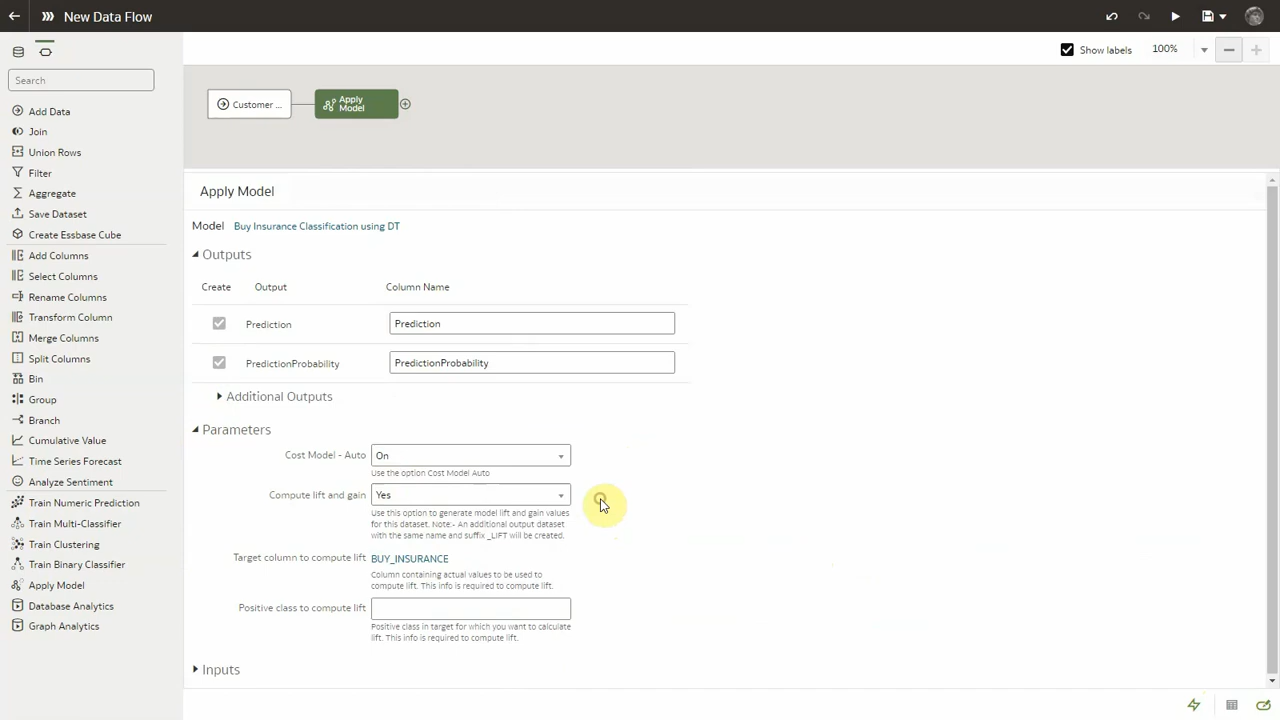 New Data Flow
Search
Show labels
100%
Add Data
Join
Union Rows
Filter
Aggregate
Save Dataset
Create Essbase Cube
Add Columns
Select Columns
Rename Columns
Transform Column
Merge Columns
Split Columns
Bin
Group
Branch
Cumulative Value
Time Series Forecast
Analyze Sentiment
Train Numeric Prediction
Train Multi-Classifier
Train Clustering
Train Binary Classifier
Apply Model
Database Analytics
Graph Analytics
Customer ...
Apply
Model
Apply Model
Model Buy Insurance Classification using DT
Outputs
Create Output Column Name
Prediction Prediction
PredictionProbability PredictionProbability
Additional Outputs
Parameters
Cost Model - Auto On
Use the option Cost Model Auto
Compute lift and gain Yes
Use this option to generate model lift and gain values
for this dataset. Note:- An additional output dataset
with the same name and suffix _LIFT will be created.
Target column to compute lift BUY_INSURANCE
Column containing actual values to be used to
compute lift. This info is required to compute lift.
Positive class to compute lift
Positive class in target for which you want to calculate
lift. This info is required to compute lift.
Inputs